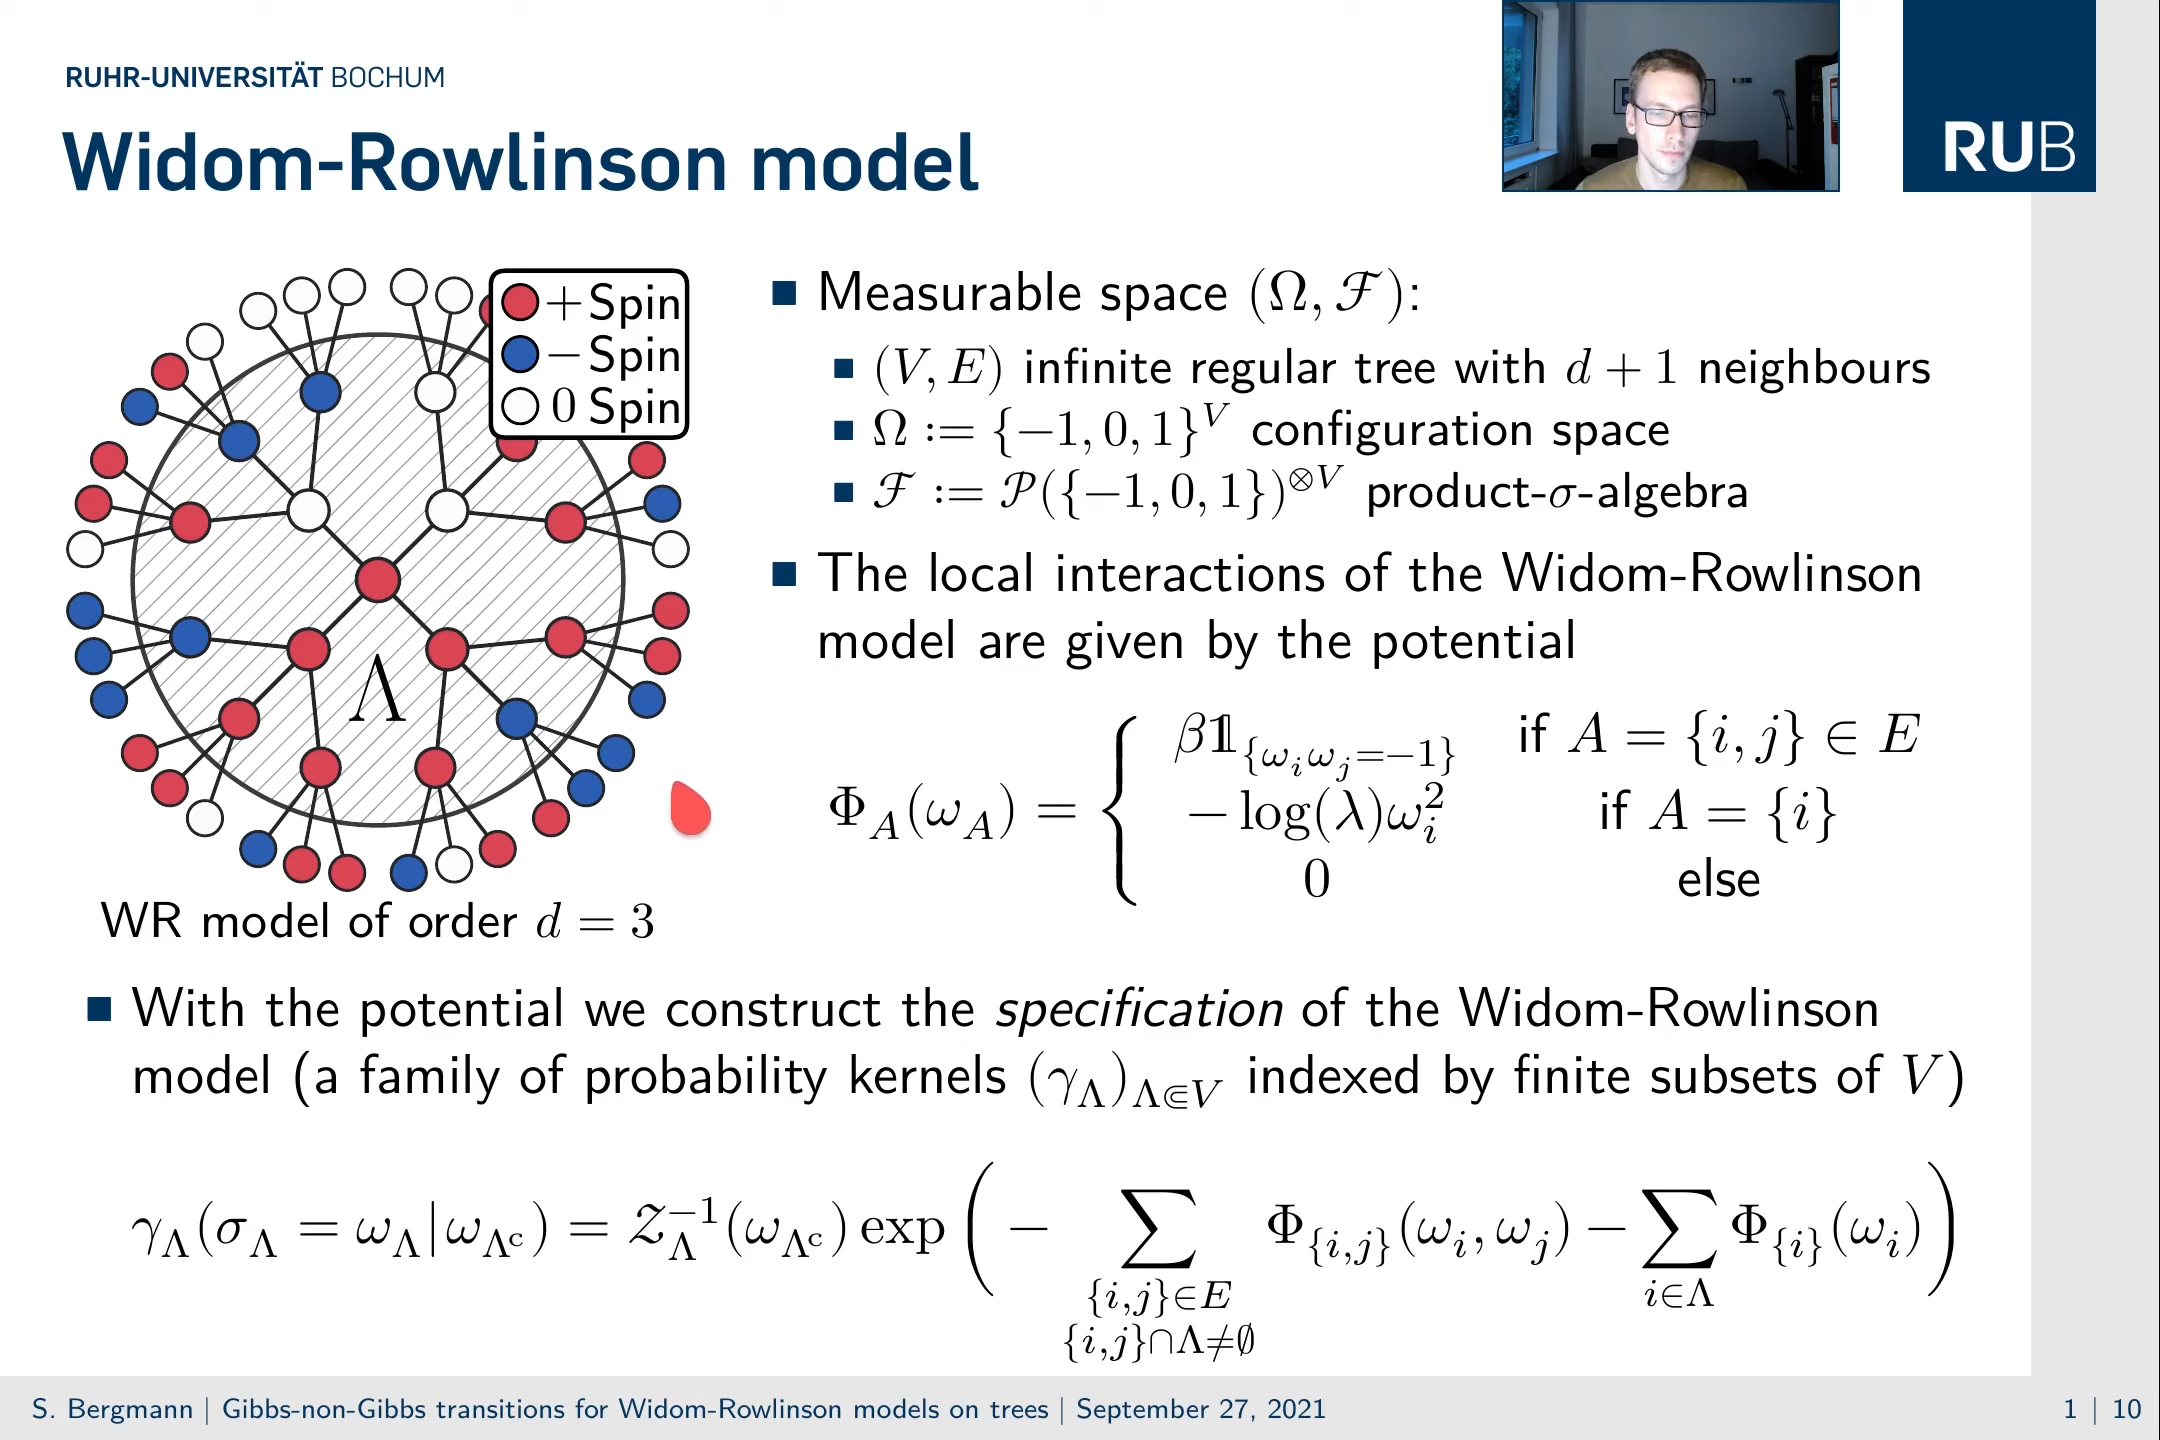 RUHR-UNIVERSITÄT BOCHUM
RUB
Widom-Rowlinson model
+ Spin
− Spin
0 Spin
Λ
WR model of order d = 3
■ Measurable space (Ω, ℱ):
■ (V, E) infinite regular tree with d + 1 neighbours
■ Ω := {−1, 0, 1}^V configuration space
■ ℱ := 𝒫({−1, 0, 1})^{⊗V} product-σ-algebra
■ The local interactions of the Widom-Rowlinson
model are given by the potential
Φ_A(ω_A) = {
β𝟙_{{ω_i ω_j=−1}} if A = {i, j} ∈ E
− log(λ)ω_i^2 if A = {i}
0 else
■ With the potential we construct the specification of the Widom-Rowlinson
model (a family of probability kernels (γ_Λ)_{Λ⋐V} indexed by finite subsets of V)
γ_Λ(σ_Λ = ω_Λ|ω_{Λ^c}) = 𝒵_Λ^{−1}(ω_{Λ^c}) exp ( − ∑_{{i,j}∈E {i,j}∩Λ≠∅} Φ_{{i,j}}(ω_i, ω_j) − ∑_{i∈Λ} Φ_{{i}}(ω_i) )
S. Bergmann | Gibbs-non-Gibbs transitions for Widom-Rowlinson models on trees | September 27, 2021
1 | 10